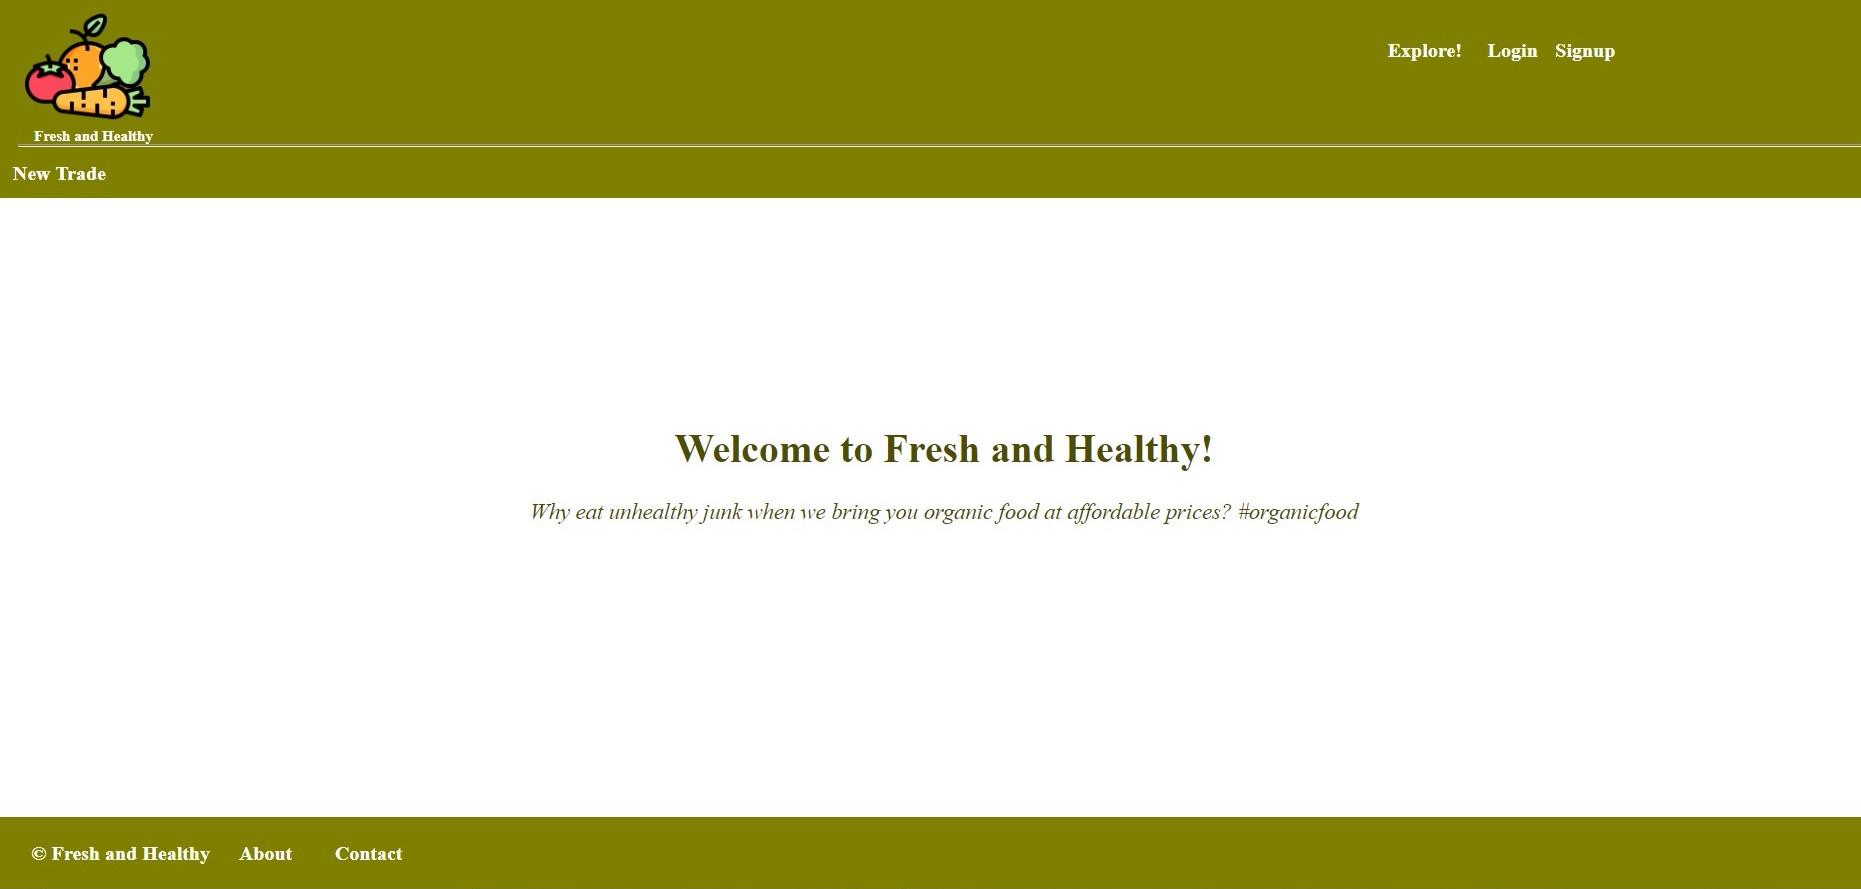 Explore! Login Signup
Fresh and Healthy
New Trade
Welcome to Fresh and Healthy!
Why eat unhealthy junk when we bring you organic food at affordable prices? #organicfood
© Fresh and Healthy About Contact